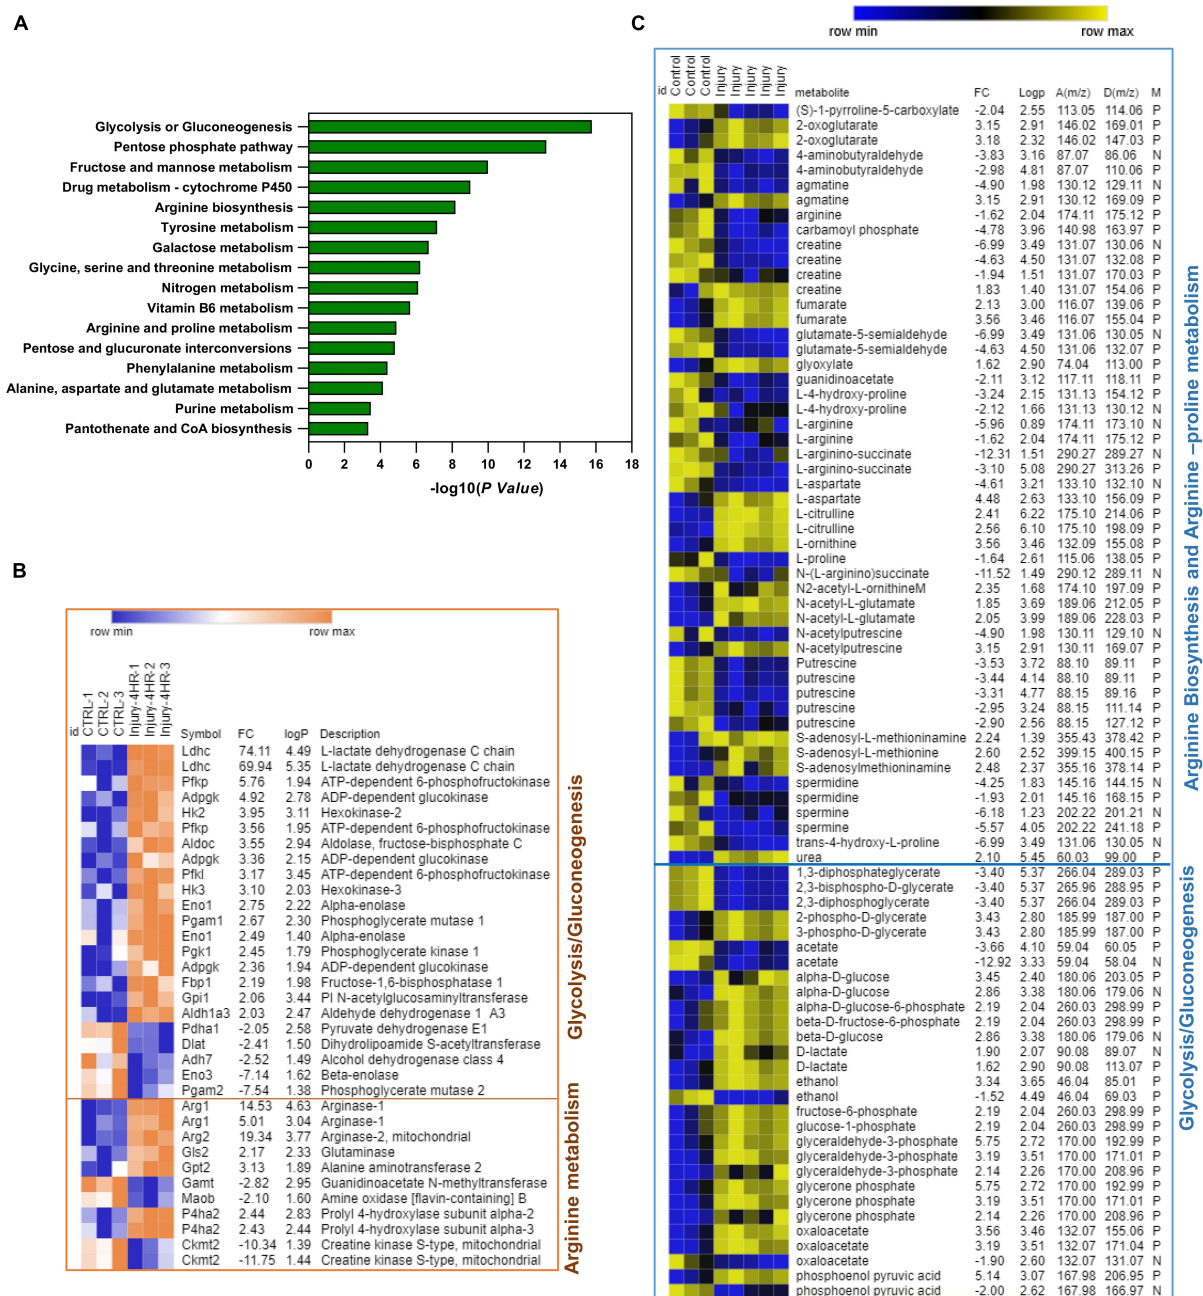 A
Glycolysis or Gluconeogenesis
Pentose phosphate pathway
Fructose and mannose metabolism
Drug metabolism - cytochrome P450
Arginine biosynthesis
Tyrosine metabolism
Galactose metabolism
Glycine, serine and threonine metabolism
Nitrogen metabolism
Vitamin B6 metabolism
Arginine and proline metabolism
Pentose and glucuronate interconversions
Phenylalanine metabolism
Alanine, aspartate and glutamate metabolism
Purine metabolism
Pantothenate and CoA biosynthesis
0 2 4 6 8 10 12 14 16 18
-log10(P Value)
B
row min row max
id CTRL-1 CTRL-2 CTRL-3 Injury-4HR-1 Injury-4HR-2 Injury-4HR-3 Symbol FC logP Description
Ldhc 74.11 4.49 L-lactate dehydrogenase C chain
Ldhc 69.94 5.35 L-lactate dehydrogenase C chain
Pfkp 5.76 1.94 ATP-dependent 6-phosphofructokinase
Adpgk 4.92 2.78 ADP-dependent glucokinase
Hk2 3.95 3.11 Hexokinase-2
Pfkp 3.56 1.95 ATP-dependent 6-phosphofructokinase
Aldoc 3.55 2.94 Aldolase, fructose-bisphosphate C
Adpgk 3.36 2.15 ADP-dependent glucokinase
Pfkl 3.17 3.45 ATP-dependent 6-phosphofructokinase
Hk3 3.10 2.03 Hexokinase-3
Eno1 2.75 2.22 Alpha-enolase
Pgam1 2.67 2.30 Phosphoglycerate mutase 1
Eno1 2.49 1.40 Alpha-enolase
Pgk1 2.45 1.79 Phosphoglycerate kinase 1
Adpgk 2.36 1.94 ADP-dependent glucokinase
Fbp1 2.19 1.98 Fructose-1,6-bisphosphatase 1
Gpi1 2.06 3.44 PI N-acetylglucosaminyltransferase
Aldh1a3 2.03 2.47 Aldehyde dehydrogenase 1 A3
Pdha1 -2.05 2.58 Pyruvate dehydrogenase E1
Dlat -2.41 1.50 Dihydrolipoamide S-acetyltransferase
Adh7 -2.52 1.49 Alcohol dehydrogenase class 4
Eno3 -7.14 1.62 Beta-enolase
Pgam2 -7.54 1.38 Phosphoglycerate mutase 2
Arg1 14.53 4.63 Arginase-1
Arg1 5.01 3.04 Arginase-1
Arg2 19.34 3.77 Arginase-2, mitochondrial
Gls2 2.17 2.33 Glutaminase
Gpt2 3.13 1.89 Alanine aminotransferase 2
Gamt -2.82 2.95 Guanidinoacetate N-methyltransferase
Maob -2.10 1.60 Amine oxidase [flavin-containing] B
P4ha2 2.44 2.83 Prolyl 4-hydroxylase subunit alpha-2
P4ha2 2.43 2.44 Prolyl 4-hydroxylase subunit alpha-3
Ckmt2 -10.34 1.39 Creatine kinase S-type, mitochondrial
Ckmt2 -11.75 1.44 Creatine kinase S-type, mitochondrial
Glycolysis/Gluconeogenesis
Arginine metabolism
C
row min row max
id Control Control Control Injury Injury Injury Injury Injury metabolite FC Logp A(m/z) D(m/z) M
(S)-1-pyrroline-5-carboxylate -2.04 2.55 113.05 114.06 P
2-oxoglutarate 3.15 2.91 146.02 169.01 P
2-oxoglutarate 3.18 2.32 146.02 147.03 P
4-aminobutyraldehyde -3.83 3.16 87.07 86.06 N
4-aminobutyraldehyde -2.98 4.81 87.07 110.06 P
agmatine -4.90 1.98 130.12 129.11 N
agmatine 3.15 2.91 130.12 169.09 P
arginine -1.62 2.04 174.11 175.12 P
carbamoyl phosphate -4.78 3.96 140.98 163.97 P
creatine -6.99 3.49 131.07 130.06 N
creatine -4.63 4.50 131.07 132.08 P
creatine -1.94 1.51 131.07 170.03 P
creatine 1.83 1.40 131.07 154.06 P
fumarate 2.13 3.00 116.07 139.06 P
fumarate 3.56 3.46 116.07 155.04 P
glutamate-5-semialdehyde -6.99 3.49 131.06 130.05 N
glutamate-5-semialdehyde -4.63 4.50 131.06 132.07 P
glyoxylate 1.62 2.90 74.04 113.00 P
guanidinoacetate -2.11 3.12 117.11 118.11 P
L-4-hydroxy-proline -3.24 2.15 131.13 154.12 P
L-4-hydroxy-proline -2.12 1.66 131.13 130.12 N
L-arginine -5.96 0.89 174.11 173.10 N
L-arginine -1.62 2.04 174.11 175.12 P
L-arginino-succinate -12.31 1.51 290.27 289.27 N
L-arginino-succinate -3.10 5.08 290.27 313.26 P
L-aspartate -4.61 3.21 133.10 132.10 N
L-aspartate 4.48 2.63 133.10 156.09 P
L-citrulline 2.41 6.22 175.10 214.06 P
L-citrulline 2.56 6.10 175.10 198.09 P
L-ornithine 3.56 3.46 132.09 155.08 P
L-proline -1.64 2.61 115.06 138.05 P
N-(L-arginino)succinate -11.52 1.49 290.12 289.11 N
N2-acetyl-L-ornithineM 2.35 1.68 174.10 197.09 P
N-acetyl-L-glutamate 1.85 3.69 189.06 212.05 P
N-acetyl-L-glutamate 2.05 3.99 189.06 228.03 P
N-acetylputrescine -4.90 1.98 130.11 129.10 N
N-acetylputrescine 3.15 2.91 130.11 169.07 P
Putrescine -3.53 3.72 88.10 89.11 P
putrescine -3.44 4.14 88.10 89.11 P
putrescine -3.31 4.77 88.15 89.16 P
putrescine -2.95 3.24 88.15 111.14 P
putrescine -2.90 2.56 88.15 127.12 P
S-adenosyl-L-methioninamine 2.24 1.39 355.43 378.42 P
S-adenosyl-L-methionine 2.60 2.52 399.15 400.15 P
S-adenosylmethioninamine 2.48 2.37 355.16 378.14 P
spermidine -4.25 1.83 145.16 144.15 N
spermidine -1.93 2.01 145.16 168.15 P
spermine -6.18 1.23 202.22 201.21 N
spermine -5.57 4.05 202.22 241.18 P
trans-4-hydroxy-L-proline -6.99 3.49 131.06 130.05 N
urea 2.10 5.45 60.03 99.00 P
1,3-diphosphateglycerate -3.40 5.37 266.04 289.03 P
2,3-bisphospho-D-glycerate -3.40 5.37 265.96 288.95 P
2,3-diphosphoglycerate -3.40 5.37 266.04 289.03 P
2-phospho-D-glycerate 3.43 2.80 185.99 187.00 P
3-phospho-D-glycerate 3.43 2.80 185.99 187.00 P
acetate -3.66 4.10 59.04 60.05 P
acetate -12.92 3.33 59.04 58.04 N
alpha-D-glucose 3.45 2.40 180.06 203.05 P
alpha-D-glucose 2.86 3.38 180.06 179.06 N
alpha-D-glucose-6-phosphate 2.19 2.04 260.03 298.99 P
beta-D-fructose-6-phosphate 2.19 2.04 260.03 298.99 P
beta-D-glucose 2.86 3.38 180.06 179.06 N
D-lactate 1.90 2.07 90.08 89.07 N
D-lactate 1.62 2.90 90.08 113.07 P
ethanol 3.34 3.65 46.04 85.01 P
ethanol -1.52 4.49 46.04 69.03 P
fructose-6-phosphate 2.19 2.04 260.03 298.99 P
glucose-1-phosphate 2.19 2.04 260.03 298.99 P
glyceraldehyde-3-phosphate 5.75 2.72 170.00 192.99 P
glyceraldehyde-3-phosphate 3.19 3.51 170.00 171.01 P
glyceraldehyde-3-phosphate 2.14 2.26 170.00 208.96 P
glycerone phosphate 5.75 2.72 170.00 192.99 P
glycerone phosphate 3.19 3.51 170.00 171.01 P
glycerone phosphate 2.14 2.26 170.00 208.96 P
oxaloacetate 3.56 3.46 132.07 155.06 P
oxaloacetate 3.19 3.51 132.07 171.04 P
oxaloacetate -1.90 2.60 132.07 131.07 N
phosphoenol pyruvic acid 5.14 3.07 167.98 206.95 P
phosphoenol pyruvic acid -2.00 2.62 167.98 166.97 N
Arginine Biosynthesis and Arginine –proline metabolism
Glycolysis/Gluconeogenesis